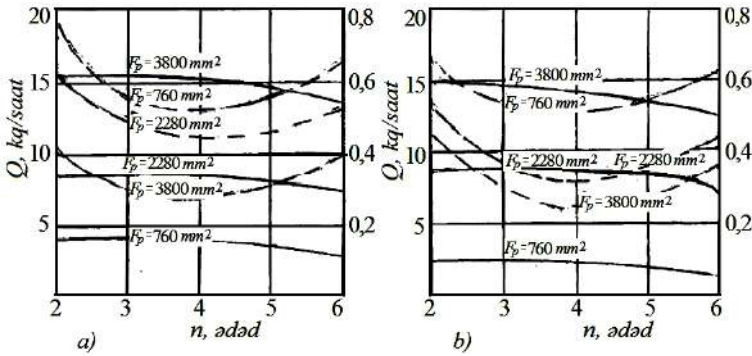 20
15
10
5
Q, kq/saat
0,8
0,6
0,4
0,2
F_p=3800 mm²
F_p=760 mm²
F_p=2280 mm²
F_p=2280 mm²
F_p=3800 mm²
F_p=760 mm²
2 3 4 5 6
n, ədəd
a)
20
15
10
5
Q, kq/saat
0,8
0,6
0,4
0,2
F_p=3800 mm²
F_p=760 mm²
F_p=2280 mm² F_p=2280 mm²
F_p=3800 mm²
F_p=760 mm²
2 3 4 5 6
n, ədəd
b)